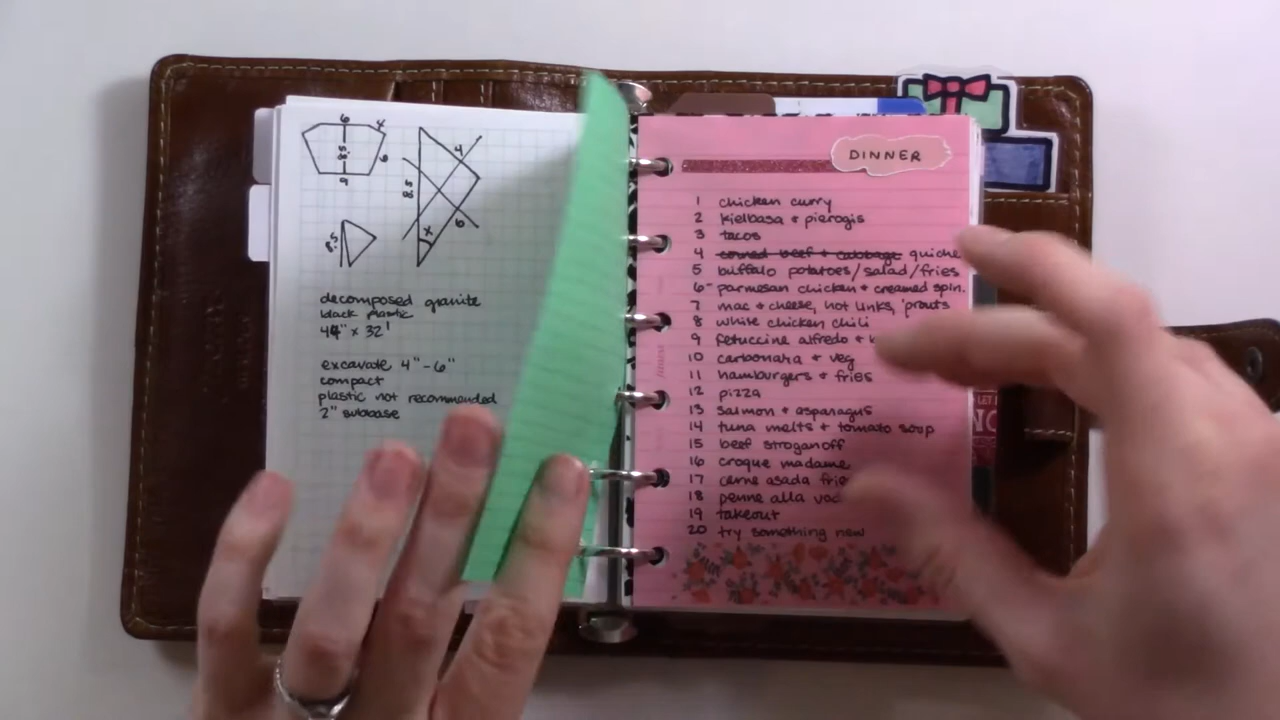 6
4
8.5
6
9
4
8.5
6
x
8.5
decomposed granite
black plastic
44" x 32'
excavate 4"-6"
compact
plastic not recommended
2" subbase
DINNER
1 chicken curry
2 kielbasa + pierogis
3 tacos
4 corned beef + cabbage quiche
5 buffalo potatoes/salad/fries
6 parmesan chicken + creamed spin.
7 mac + cheese, hot links, 'prouts
8 white chicken chili
9 fettuccine alfredo +
10 carbonara + veg
11 hamburgers + fries
12 pizza
13 salmon + asparagus
14 tuna melts + tomato soup
15 beef stroganoff
16 croque madame
17 carne asada fries
18 penne alla
19 takeout
20 try something new